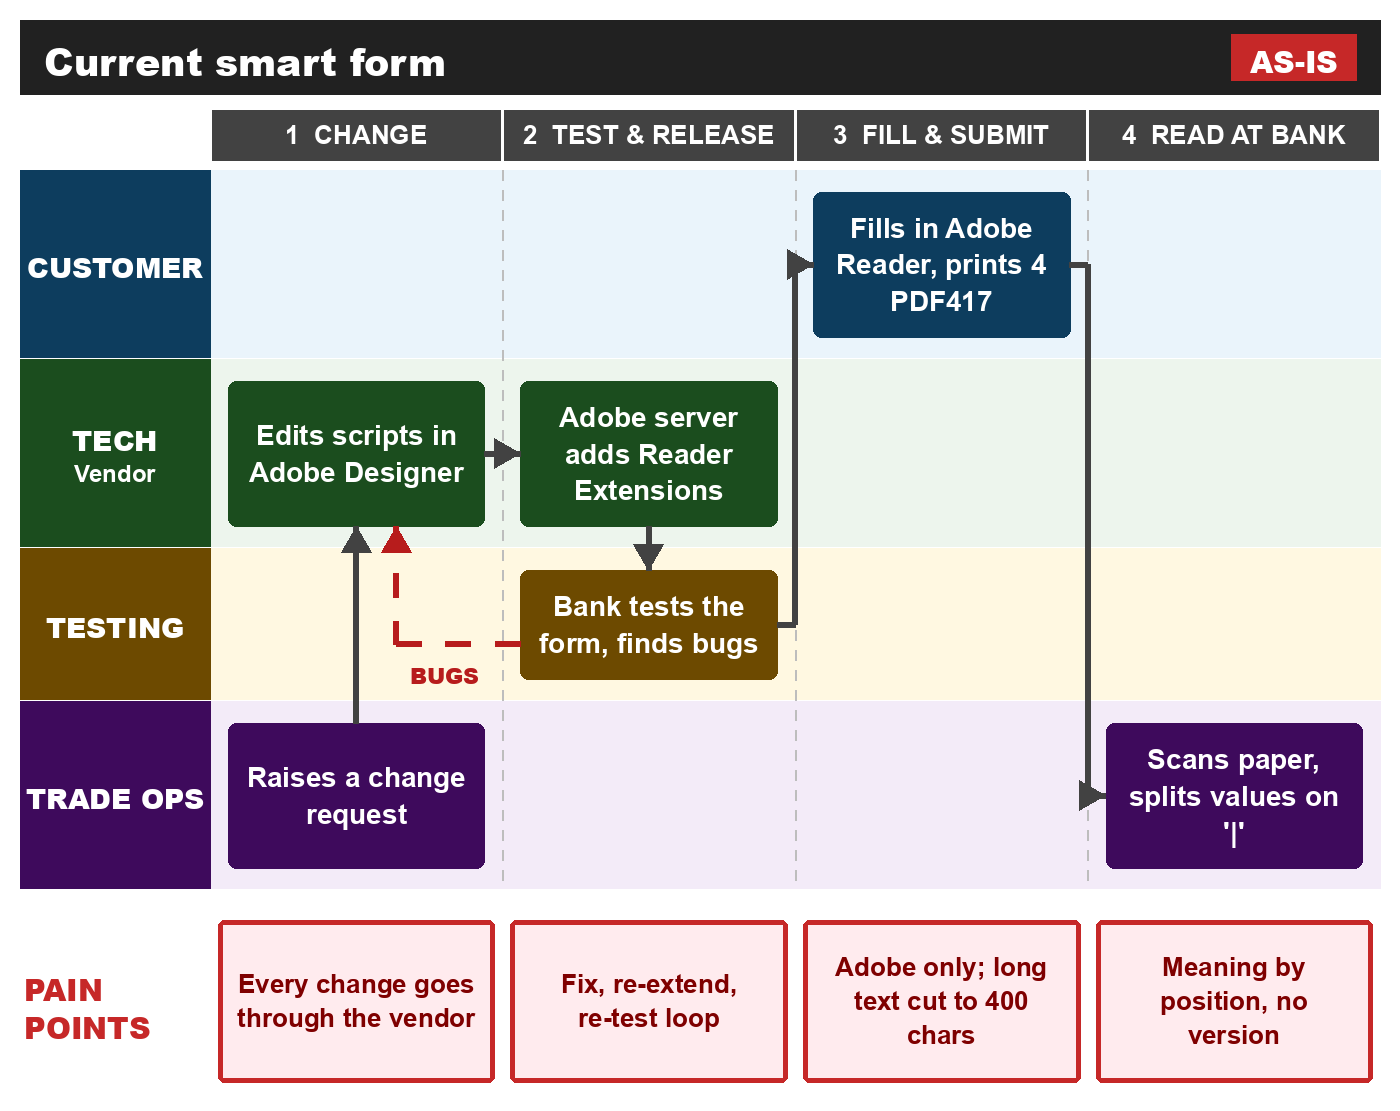 Current smart form
AS-IS
1 CHANGE
2 TEST & RELEASE
3 FILL & SUBMIT
4 READ AT BANK
CUSTOMER
Fills in Adobe
Reader, prints 4
PDF417
TECH
Vendor
Edits scripts in
Adobe Designer
Adobe server
adds Reader
Extensions
TESTING
Bank tests the
form, finds bugs
BUGS
TRADE OPS
Raises a change
request
Scans paper,
splits values on
'|'
PAIN
POINTS
Every change goes
through the vendor
Fix, re-extend,
re-test loop
Adobe only; long
text cut to 400
chars
Meaning by
position, no
version